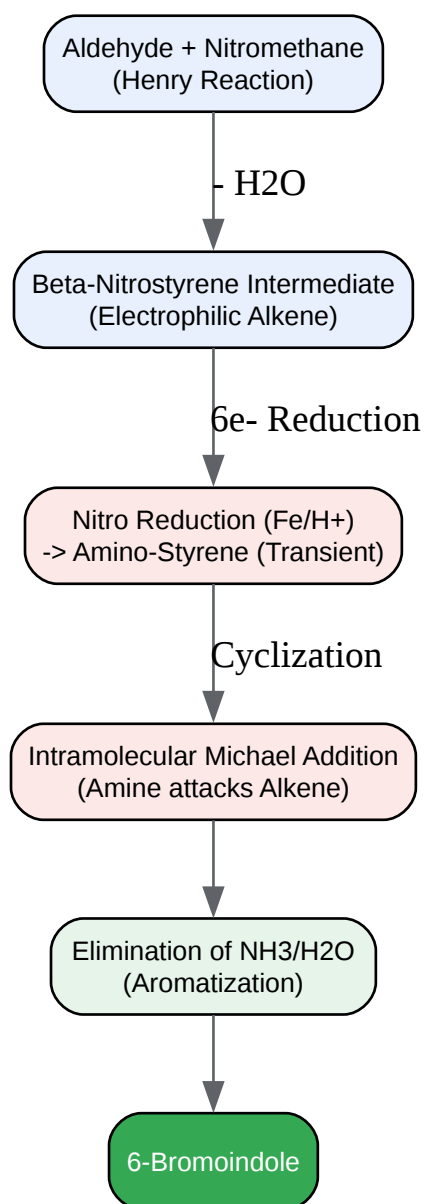 Aldehyde + Nitromethane
(Henry Reaction)
- H2O
Beta-Nitrostyrene Intermediate
(Electrophilic Alkene)
6e- Reduction
Nitro Reduction (Fe/H+)
-> Amino-Styrene (Transient)
Cyclization
Intramolecular Michael Addition
(Amine attacks Alkene)
Elimination of NH3/H2O
(Aromatization)
6-Bromoindole